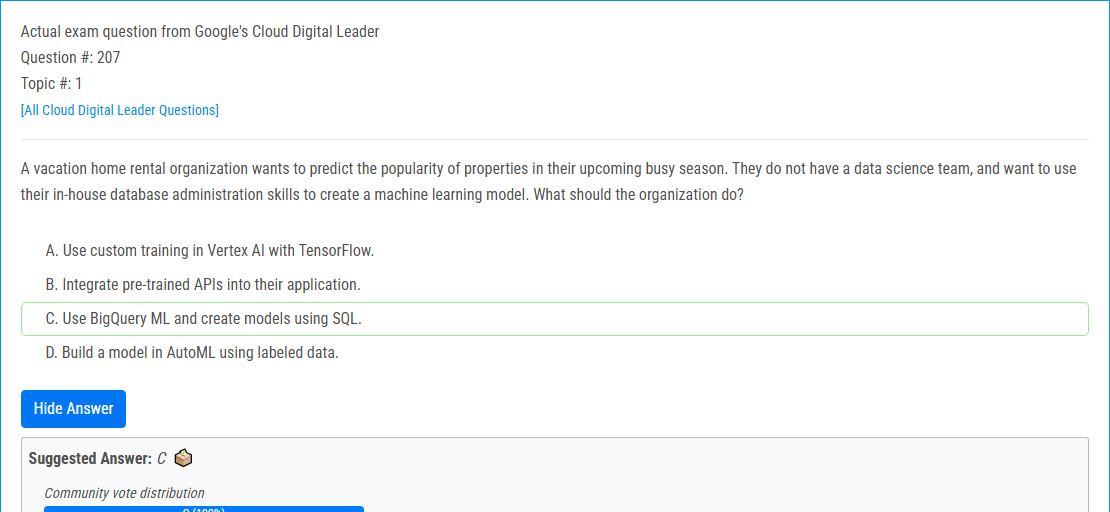 Actual exam question from Google's Cloud Digital Leader
Question #: 207
Topic #: 1
[All Cloud Digital Leader Questions]
A vacation home rental organization wants to predict the popularity of properties in their upcoming busy season. They do not have a data science team, and want to use
their in-house database administration skills to create a machine learning model. What should the organization do?
A. Use custom training in Vertex AI with TensorFlow.
B. Integrate pre-trained APIs into their application.
C. Use BigQuery ML and create models using SQL.
D. Build a model in AutoML using labeled data.
Hide Answer
Suggested Answer: C
Community vote distribution